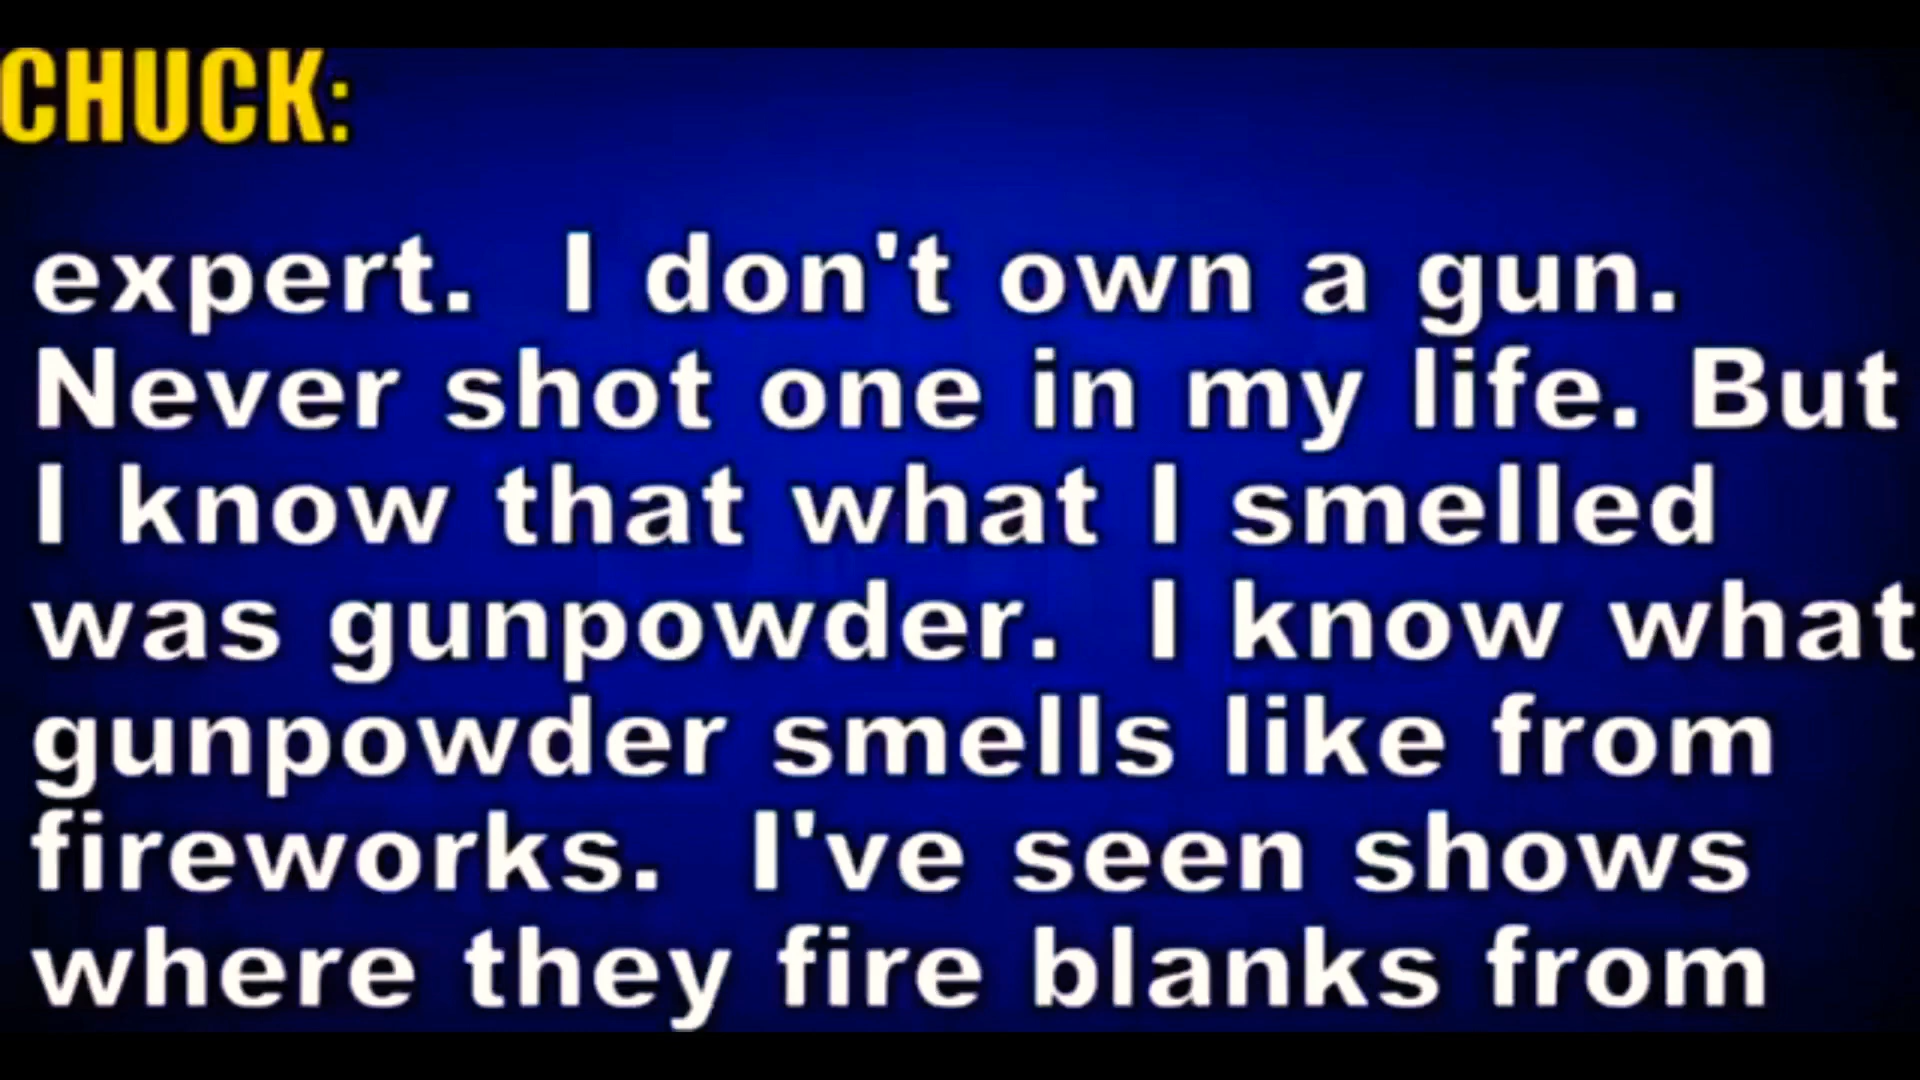 CHUCK:
expert.  I don't own a gun.
Never shot one in my life. But
I know that what I smelled
was gunpowder.  I know what
gunpowder smells like from
fireworks.  I've seen shows
where they fire blanks from